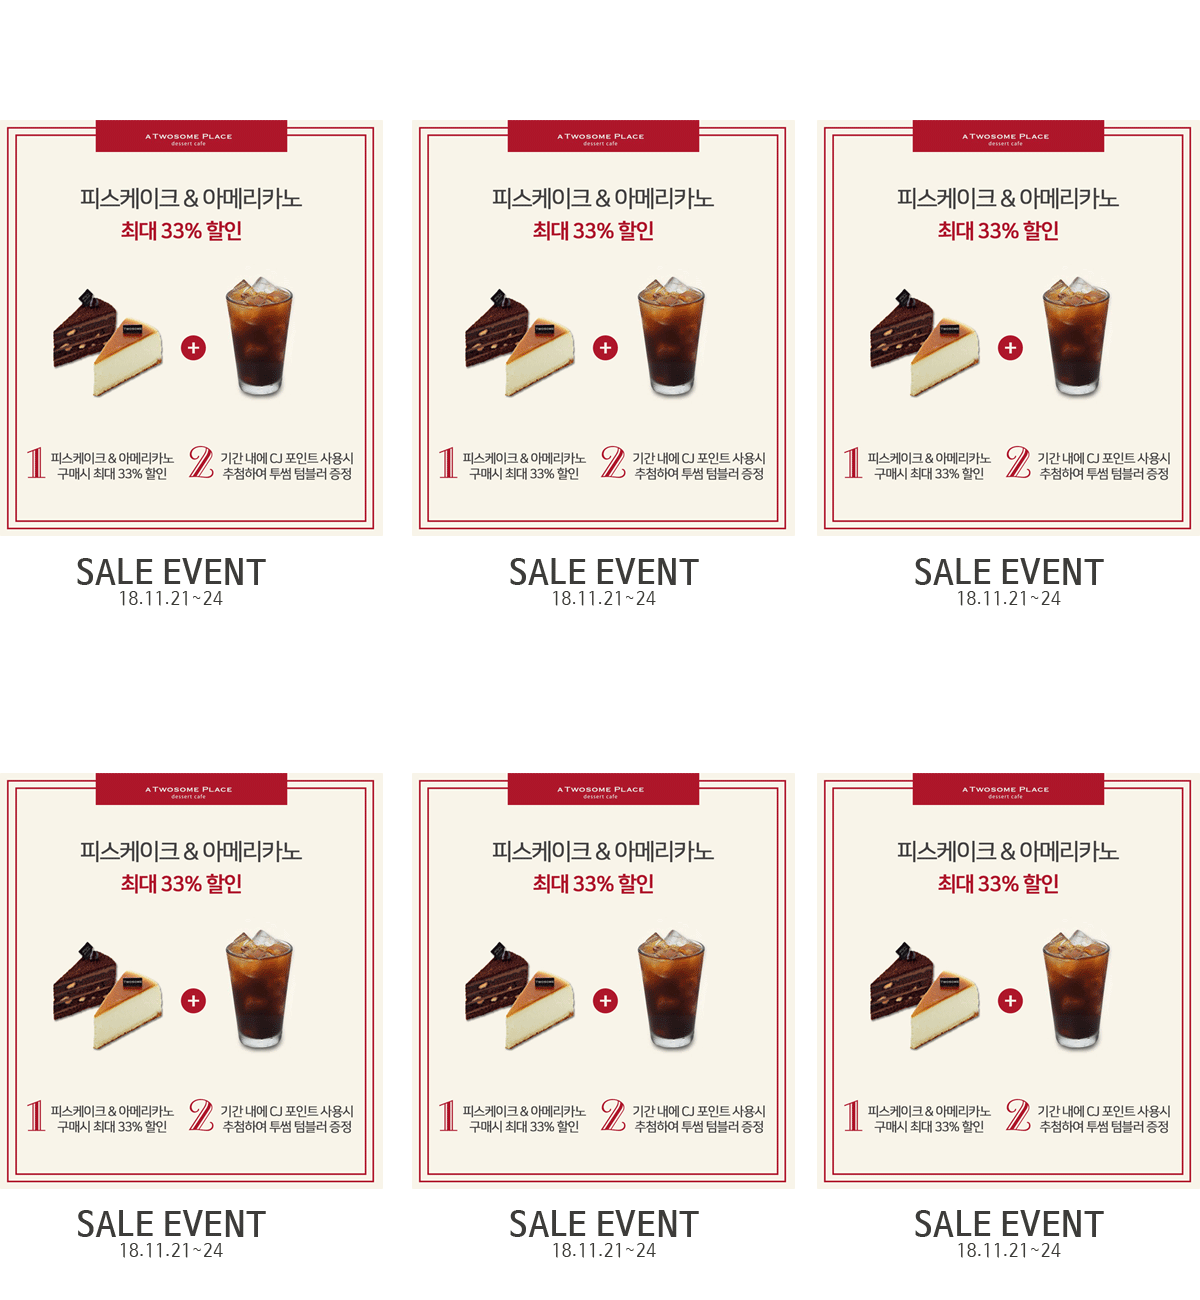 A TWOSOME PLACE
dessert cafe
피스케이크 & 아메리카노
최대 33% 할인
TWOSOME
+
1 피스케이크 & 아메리카노
구매시 최대 33% 할인
2 기간 내에 CJ 포인트 사용시
추첨하여 투썸 텀블러 증정
SALE EVENT
18.11.21~24
A TWOSOME PLACE
dessert cafe
피스케이크 & 아메리카노
최대 33% 할인
TWOSOME
+
1 피스케이크 & 아메리카노
구매시 최대 33% 할인
2 기간 내에 CJ 포인트 사용시
추첨하여 투썸 텀블러 증정
SALE EVENT
18.11.21~24
A TWOSOME PLACE
dessert cafe
피스케이크 & 아메리카노
최대 33% 할인
TWOSOME
+
1 피스케이크 & 아메리카노
구매시 최대 33% 할인
2 기간 내에 CJ 포인트 사용시
추첨하여 투썸 텀블러 증정
SALE EVENT
18.11.21~24
A TWOSOME PLACE
dessert cafe
피스케이크 & 아메리카노
최대 33% 할인
TWOSOME
+
1 피스케이크 & 아메리카노
구매시 최대 33% 할인
2 기간 내에 CJ 포인트 사용시
추첨하여 투썸 텀블러 증정
SALE EVENT
18.11.21~24
A TWOSOME PLACE
dessert cafe
피스케이크 & 아메리카노
최대 33% 할인
TWOSOME
+
1 피스케이크 & 아메리카노
구매시 최대 33% 할인
2 기간 내에 CJ 포인트 사용시
추첨하여 투썸 텀블러 증정
SALE EVENT
18.11.21~24
A TWOSOME PLACE
dessert cafe
피스케이크 & 아메리카노
최대 33% 할인
TWOSOME
+
1 피스케이크 & 아메리카노
구매시 최대 33% 할인
2 기간 내에 CJ 포인트 사용시
추첨하여 투썸 텀블러 증정
SALE EVENT
18.11.21~24